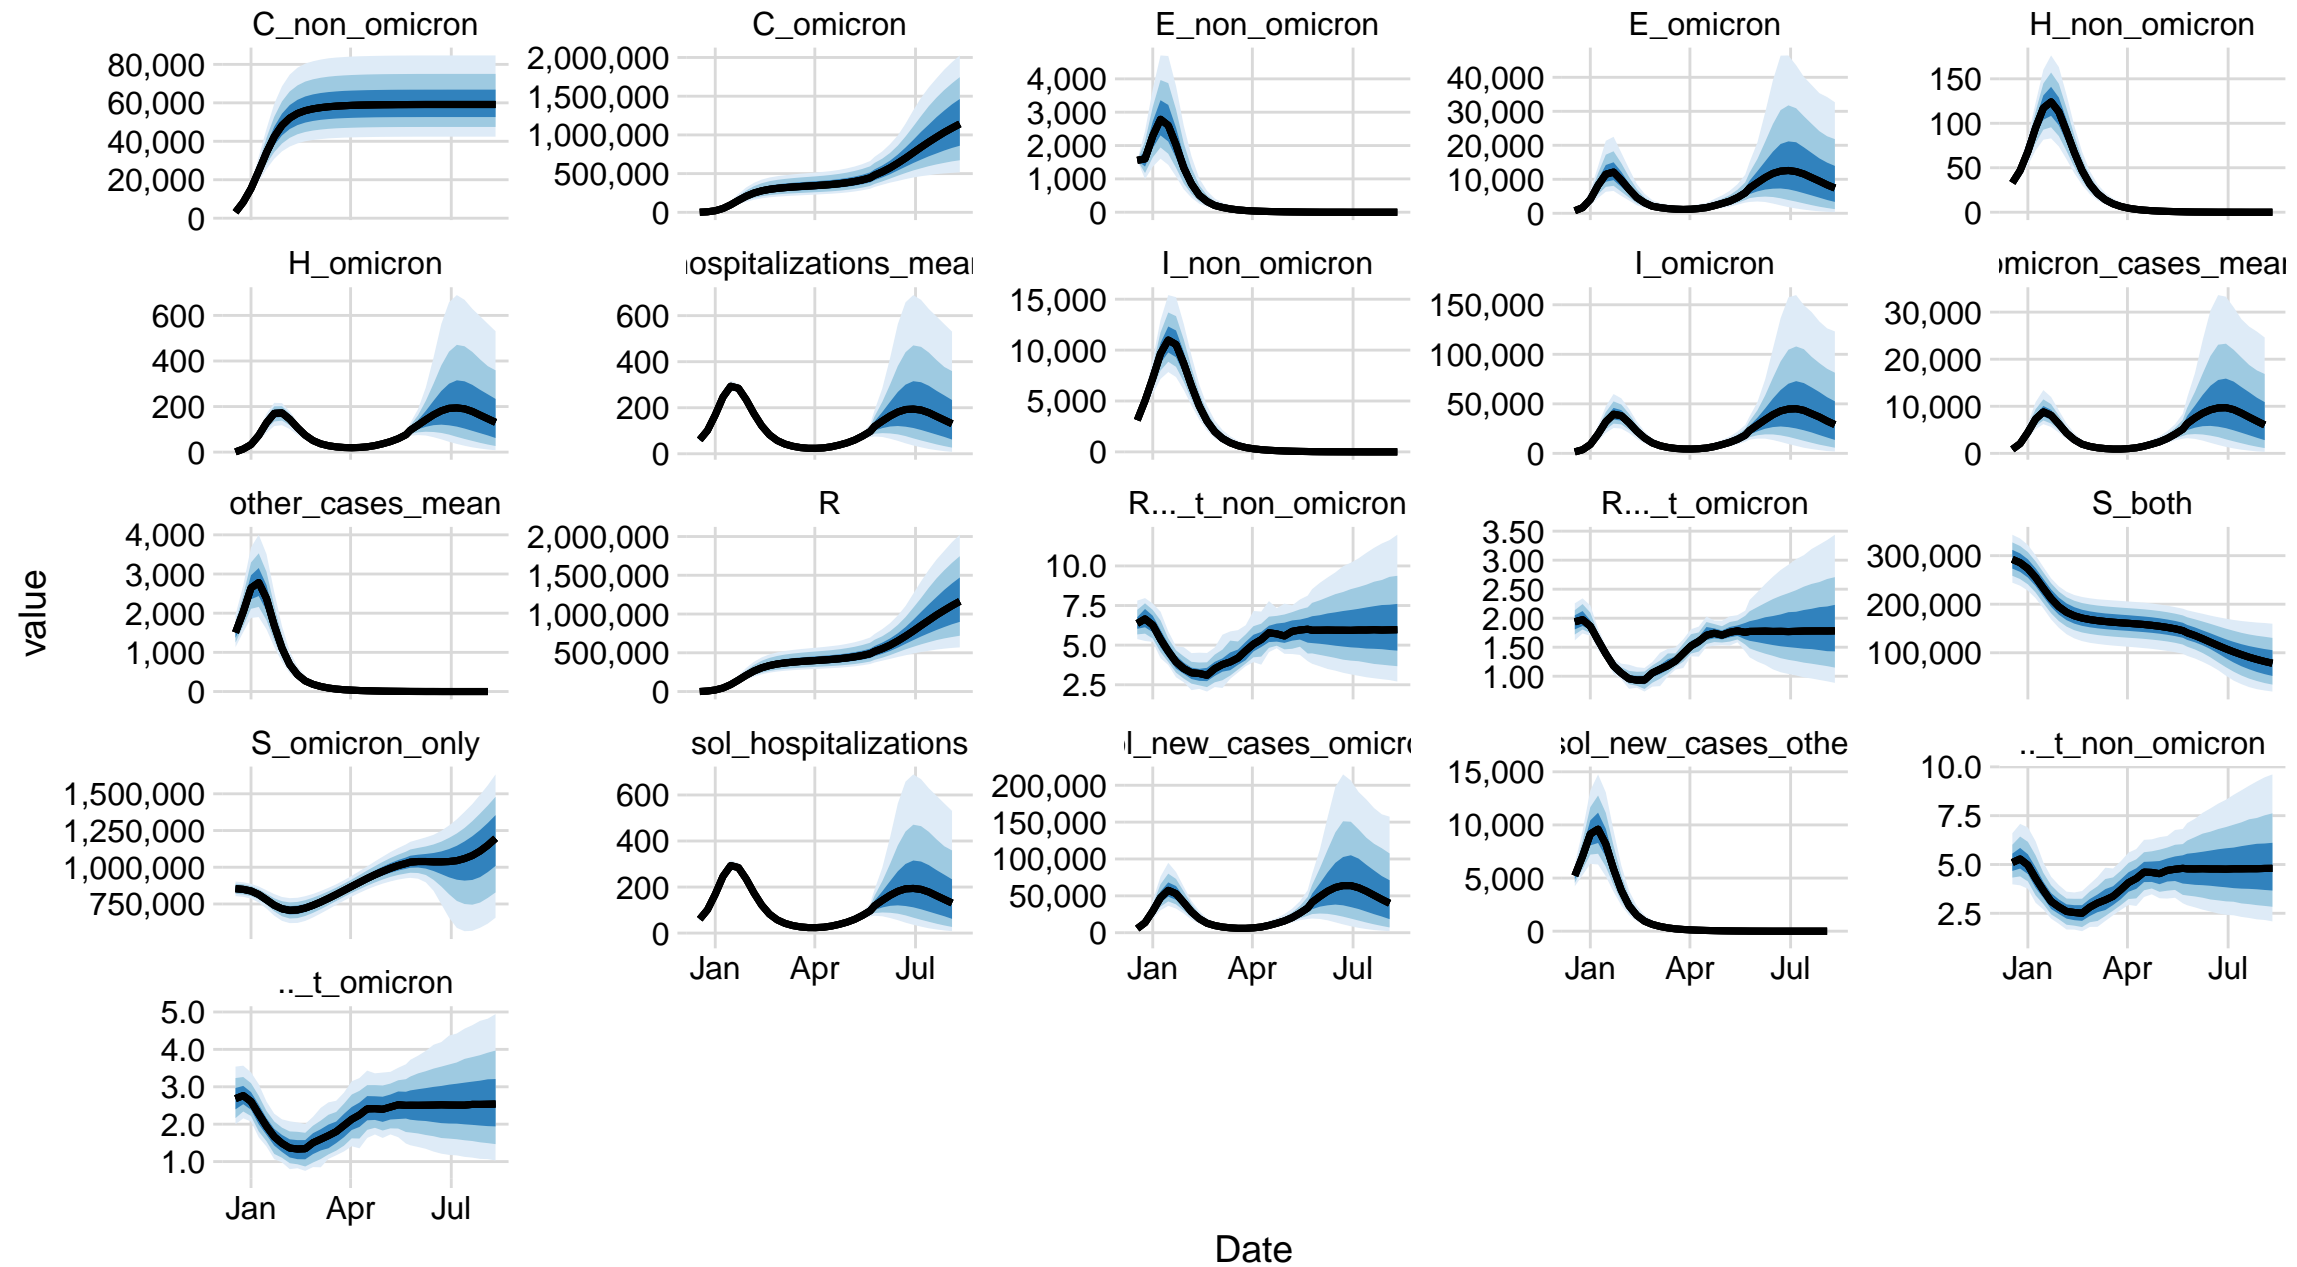 C_non_omicron C_omicron E_non_omicron E_omicron H_non_omicron
80,000 2,000,000 4,000 40,000 150
60,000 1,500,000 3,000 30,000 100
40,000 1,000,000 2,000 20,000 50
20,000 500,000 1,000 10,000 0
0 0 0 0
H_omicron ospitalizations_mean I_non_omicron I_omicron omicron_cases_mean
600 600 15,000 150,000 30,000
400 400 10,000 100,000 20,000
200 200 5,000 50,000 10,000
0 0 0 0 0
other_cases_mean R R..._t_non_omicron R..._t_omicron S_both
4,000 2,000,000 10.0 3.50 300,000
3,000 1,500,000 7.5 3.00 200,000
2,000 1,000,000 5.0 2.50 100,000
1,000 500,000 2.5 2.00
0 0 1.50
1.00
S_omicron_only sol_hospitalizations l_new_cases_omicro sol_new_cases_othe .._t_non_omicron
1,500,000 600 200,000 15,000 10.0
1,250,000 400 150,000 10,000 7.5
1,000,000 200 100,000 5,000 5.0
750,000 0 50,000 0 2.5
0
Jan Apr Jul Jan Apr Jul Jan Apr Jul Jan Apr Jul
.._t_omicron
5.0
4.0
3.0
2.0
1.0
Jan Apr Jul
value
Date